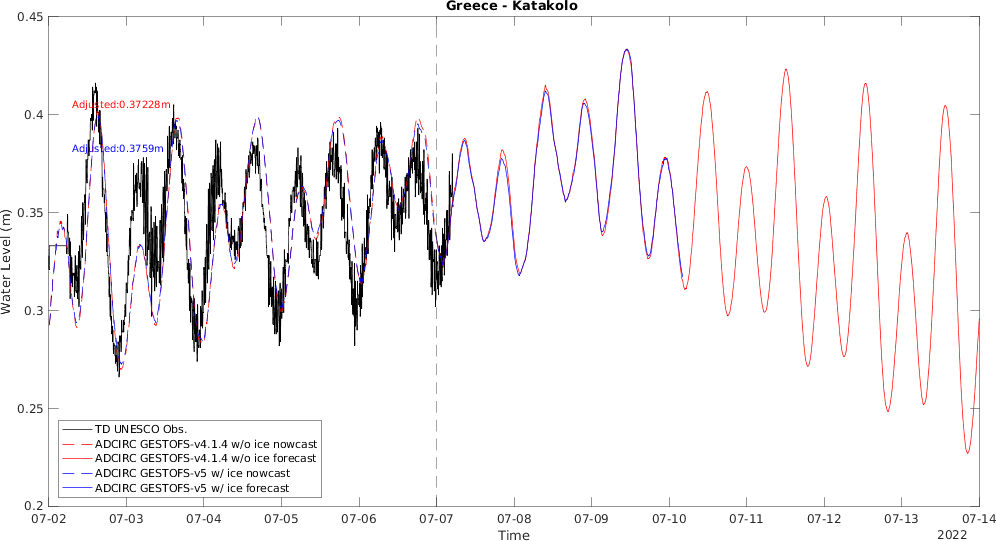 Greece - Katakolo
0.45
0.4
0.35
0.3
0.25
0.2
Water Level (m)
Adjusted:0.37228m
Adjusted:0.3759m
TD UNESCO Obs.
ADCIRC GESTOFS-v4.1.4 w/o ice nowcast
ADCIRC GESTOFS-v4.1.4 w/o ice forecast
ADCIRC GESTOFS-v5 w/ ice nowcast
ADCIRC GESTOFS-v5 w/ ice forecast
07-02 07-03 07-04 07-05 07-06 07-07 07-08 07-09 07-10 07-11 07-12 07-13 07-14
Time
2022